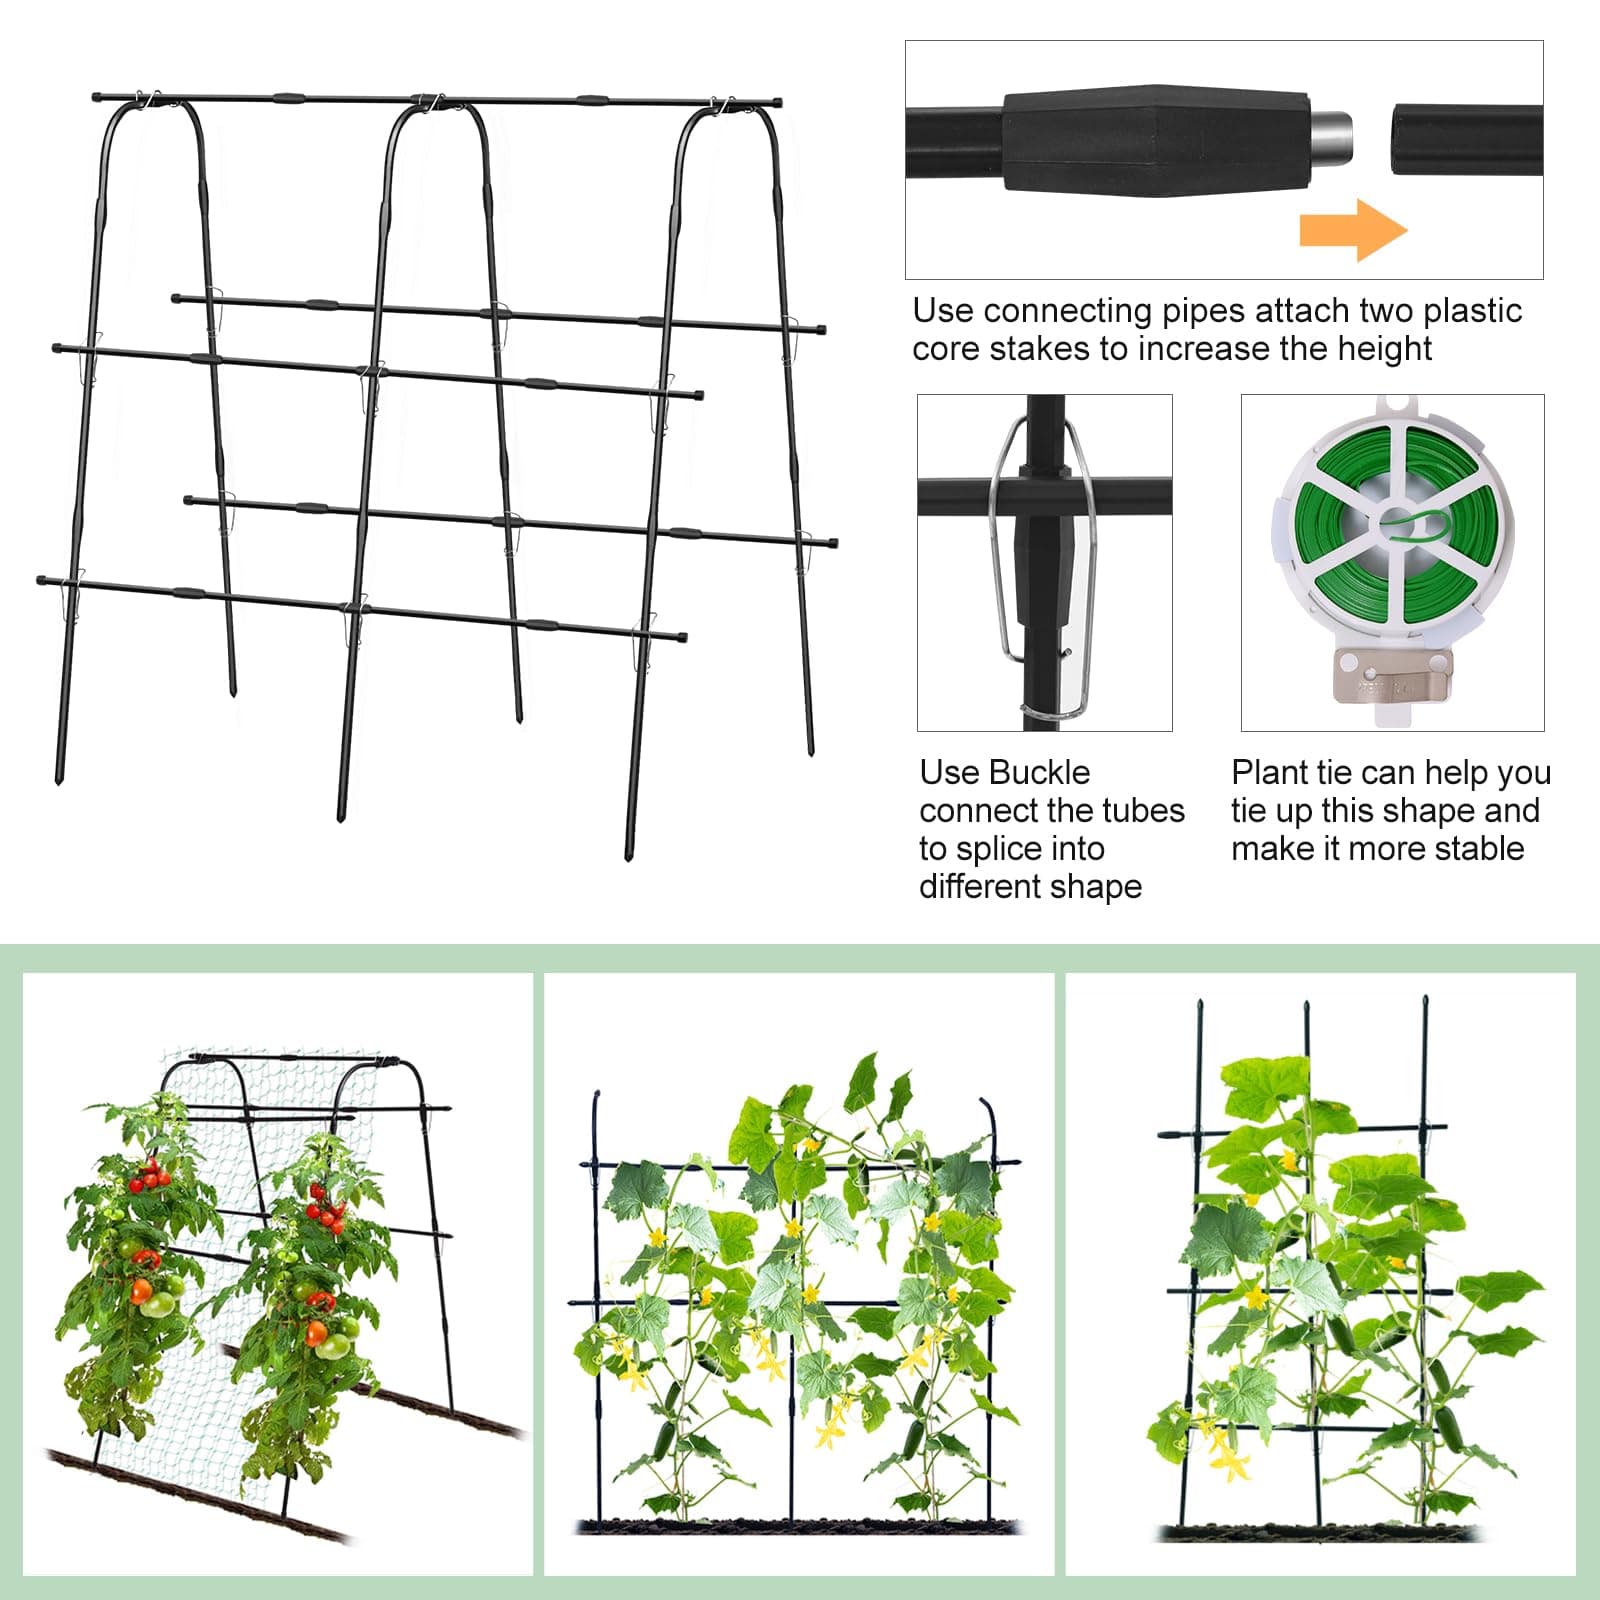 Use connecting pipes attach two plastic
core stakes to increase the height
Use Buckle
connect the tubes
to splice into
different shape
Plant tie can help you
tie up this shape and
make it more stable